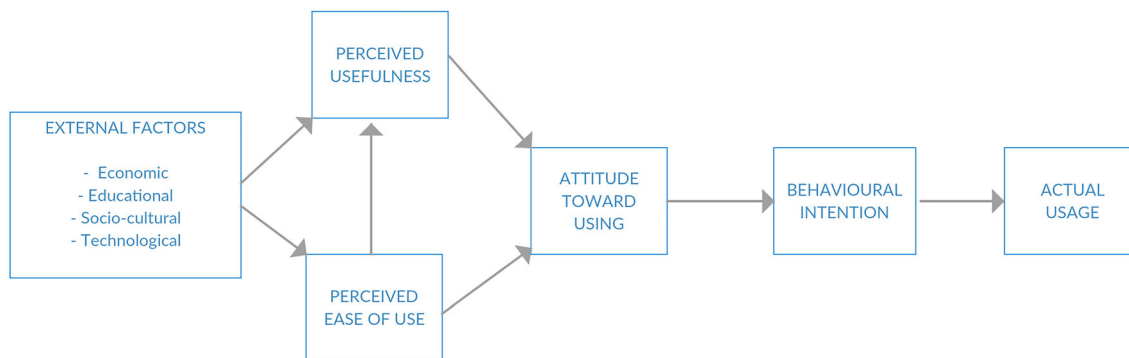 EXTERNAL FACTORS
- Economic
- Educational
- Socio-cultural
- Technological
PERCEIVED
USEFULNESS
PERCEIVED
EASE OF USE
ATTITUDE
TOWARD
USING
BEHAVIOURAL
INTENTION
ACTUAL
USAGE